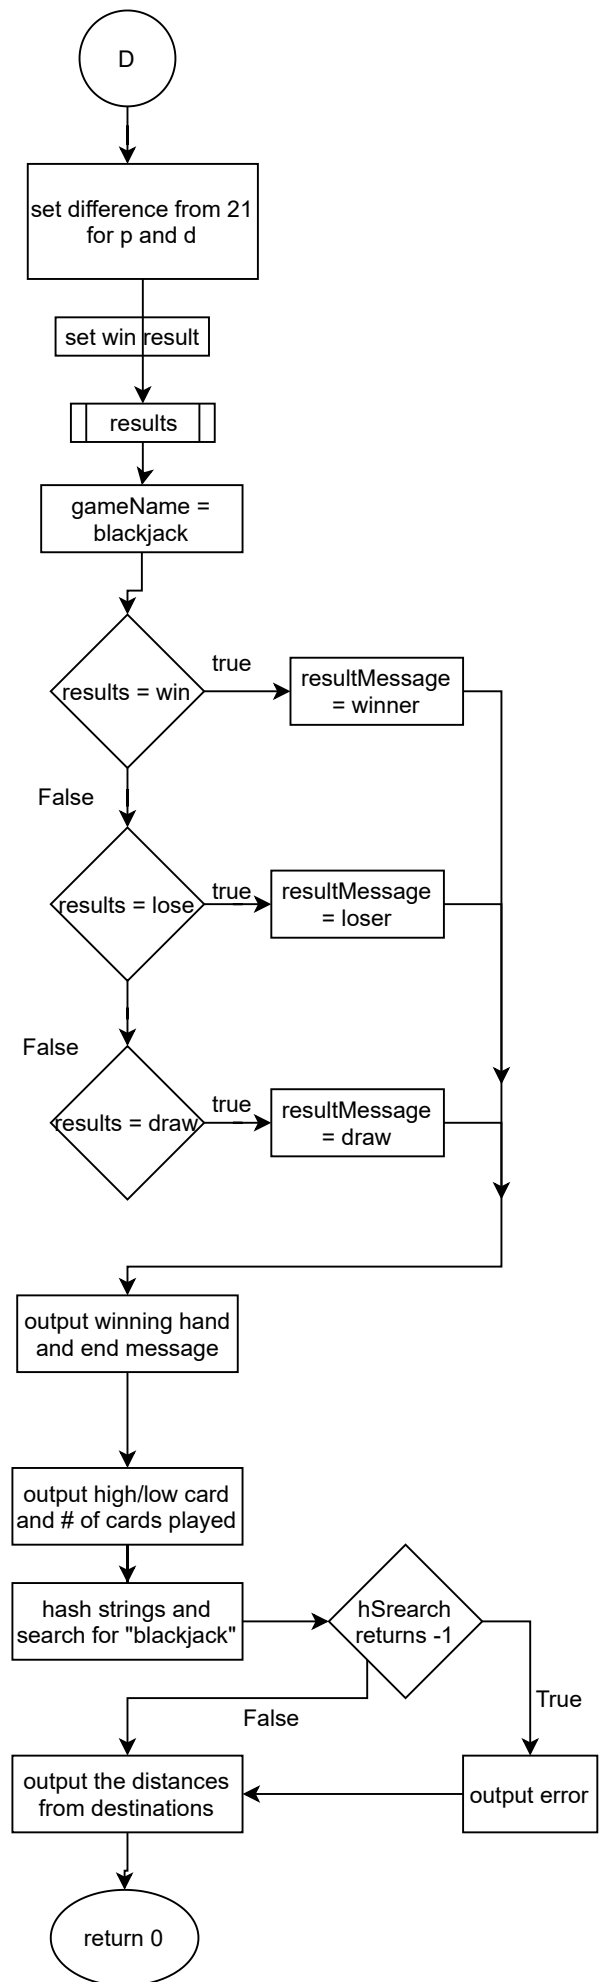 D
set difference from 21
for p and d
set win result
results
gameName =
blackjack
results = win
true
resultMessage
= winner
False
results = lose
true
resultMessage
= loser
False
results = draw
true
resultMessage
= draw
output winning hand
and end message
output high/low card
and # of cards played
hash strings and
search for "blackjack"
hSrearch
returns -1
False
True
output the distances
from destinations
output error
return 0